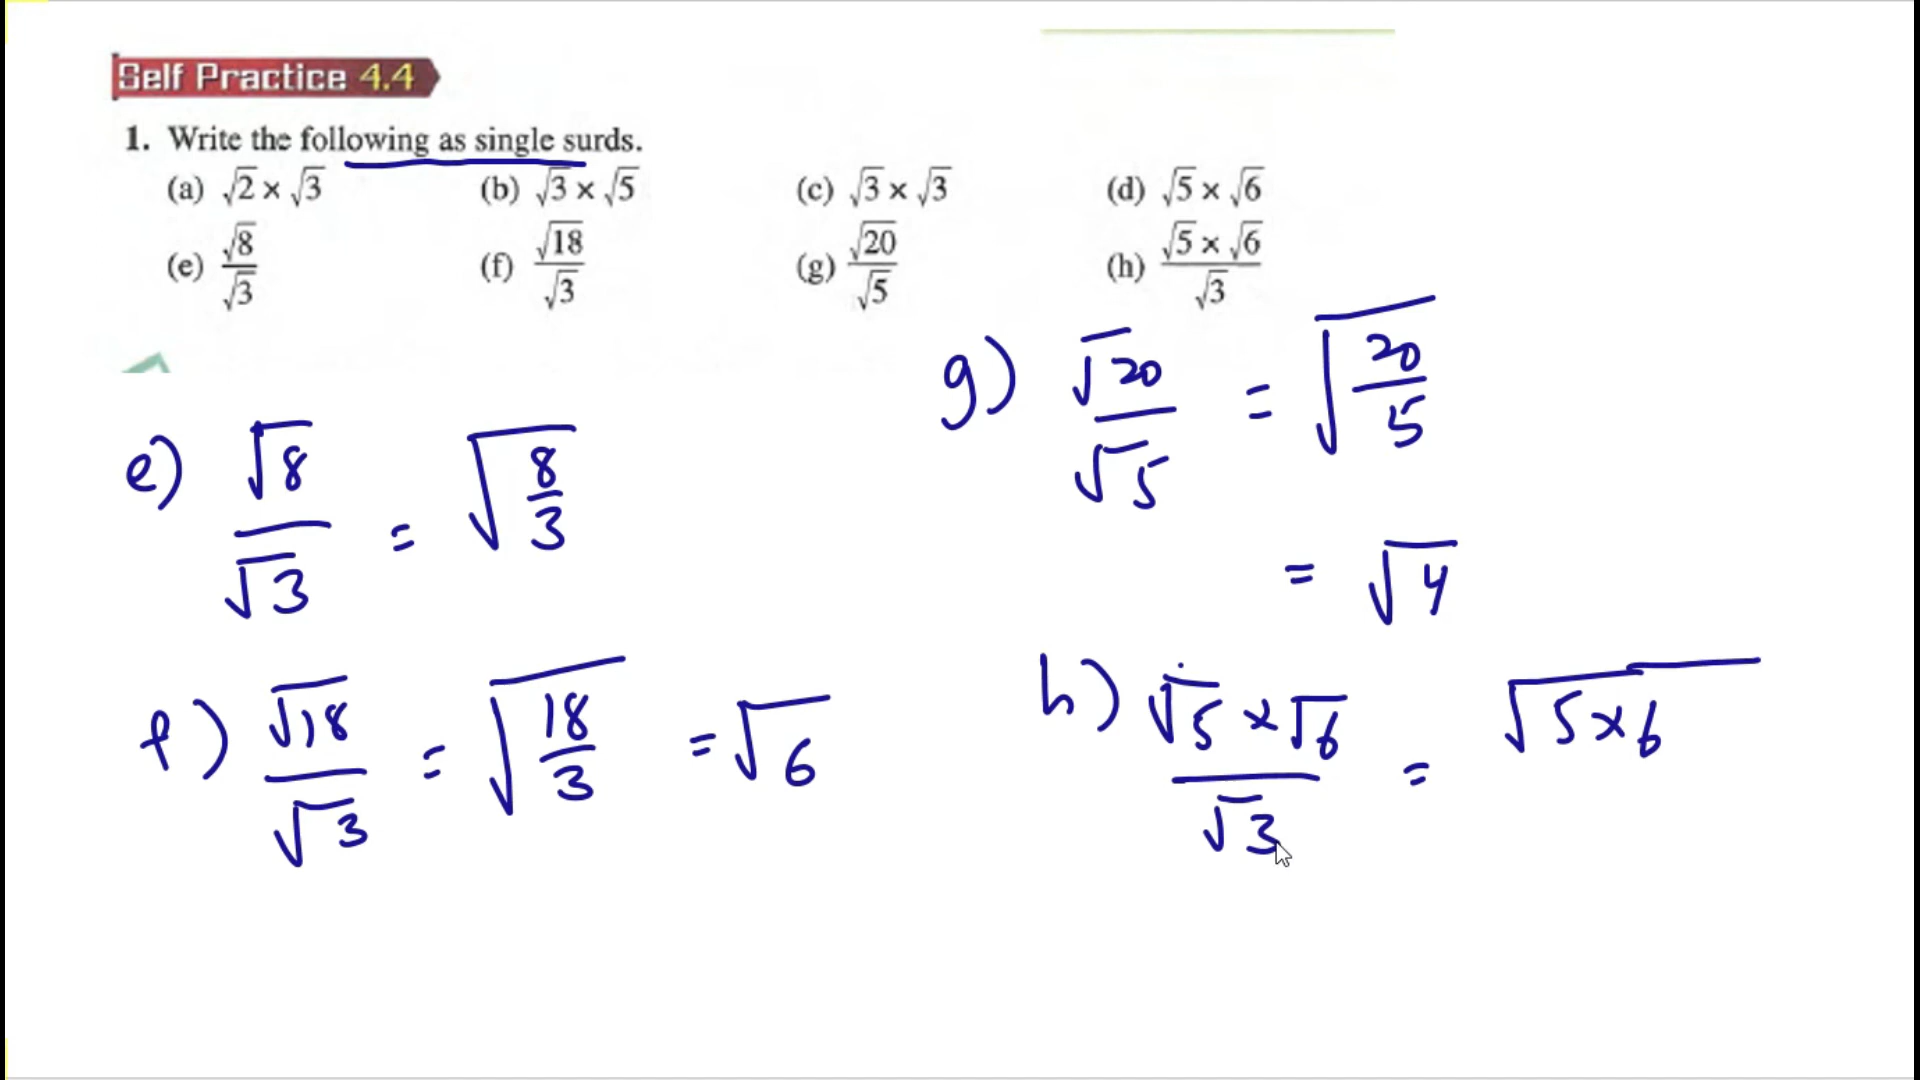 Self Practice 4.4
1. Write the following as single surds.
(a) √2 × √3 (b) √3 × √5 (c) √3 × √3 (d) √5 × √6
(e) √8/√3 (f) √18/√3 (g) √20/√5 (h) (√5 × √6)/√3
g) √20/√5 = √(20/5)
= √4
e) √8/√3 = √(8/3)
f) √18/√3 = √(18/3) = √6
h) (√5 × √6)/√3 = √(5×6)